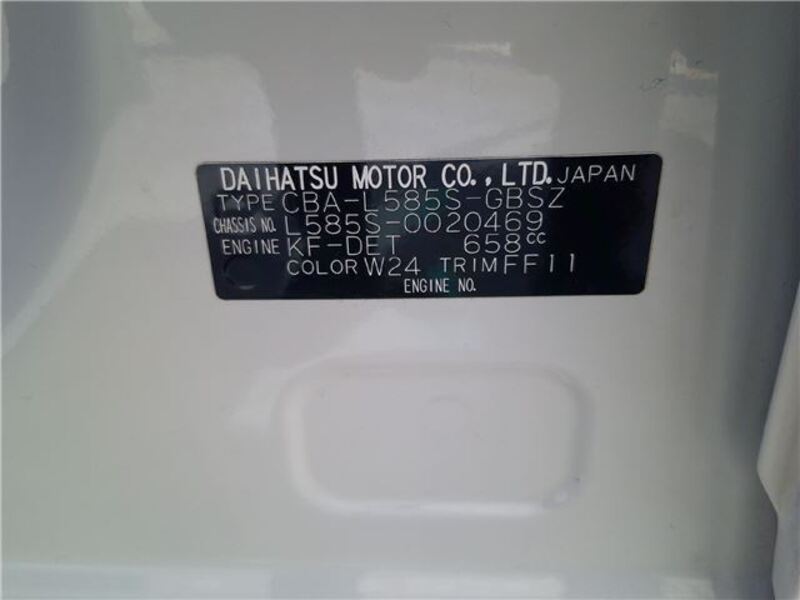 DAIHATSU MOTOR CO., LTD. JAPAN
TYPE CBA-L585S-GBSZ
CHASSIS NO. L585S-0020469
ENGINE KF-DET 658CC
COLOR W24 TRIM FF11
ENGINE NO.